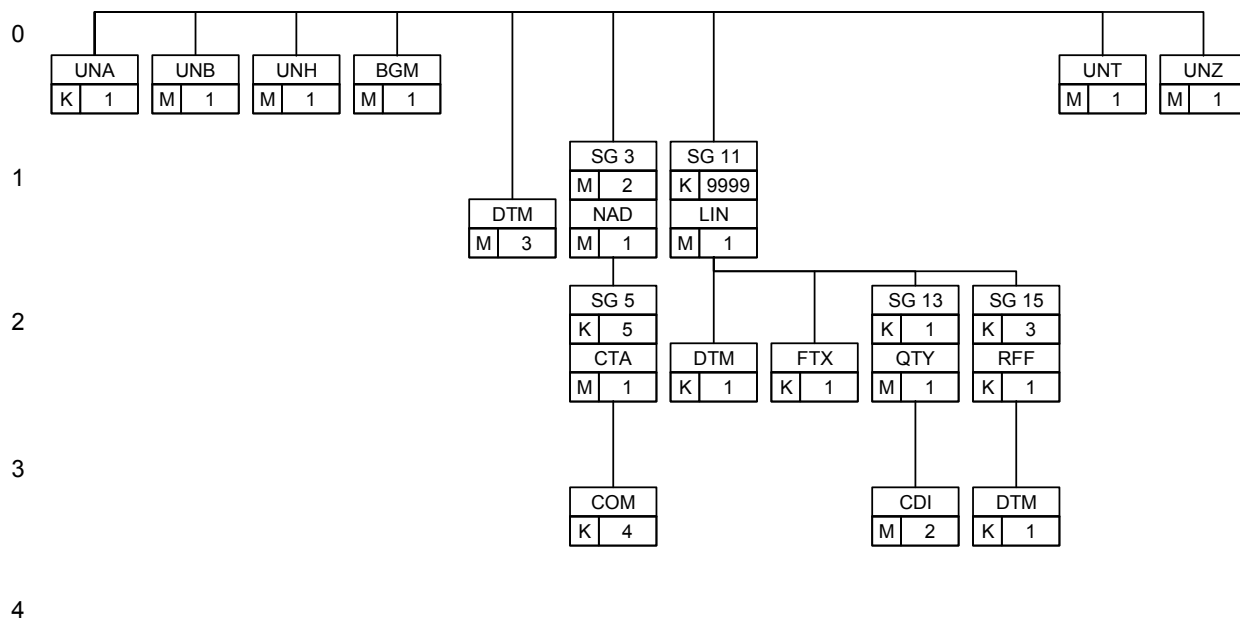 0
UNA UNB UNH BGM UNT UNZ
K 1 M 1 M 1 M 1 M 1 M 1
SG 3 SG 11
1
M 2 K 9999
DTM NAD LIN
M 3 M 1 M 1
SG 5 SG 13 SG 15
2
K 5 K 1 K 3
CTA DTM FTX QTY RFF
M 1 K 1 K 1 M 1 K 1
3
COM CDI DTM
K 4 M 2 K 1
4